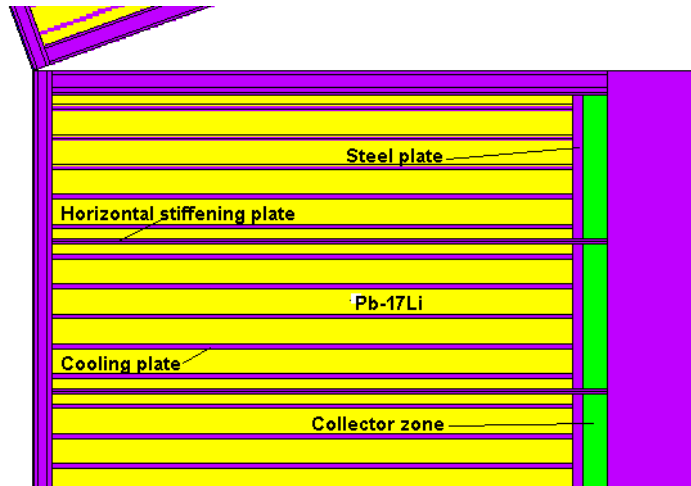 Steel plate
Horizontal stiffening plate
Pb-17Li
Cooling plate
Collector zone